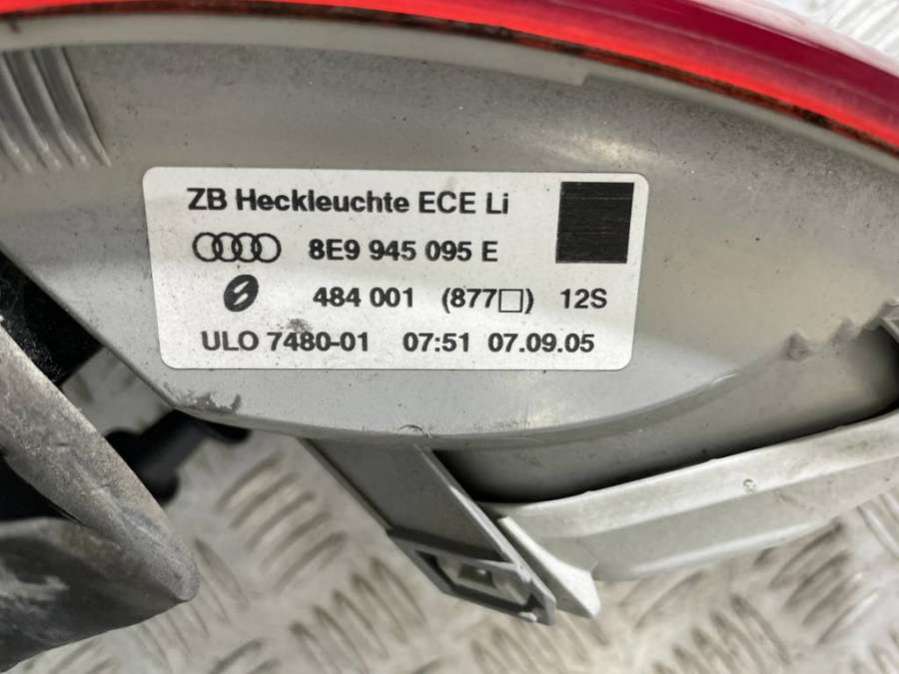 ZB Heckleuchte ECE Li
8E9 945 095 E
484 001 (877□) 12S
ULO 7480-01 07:51 07.09.05